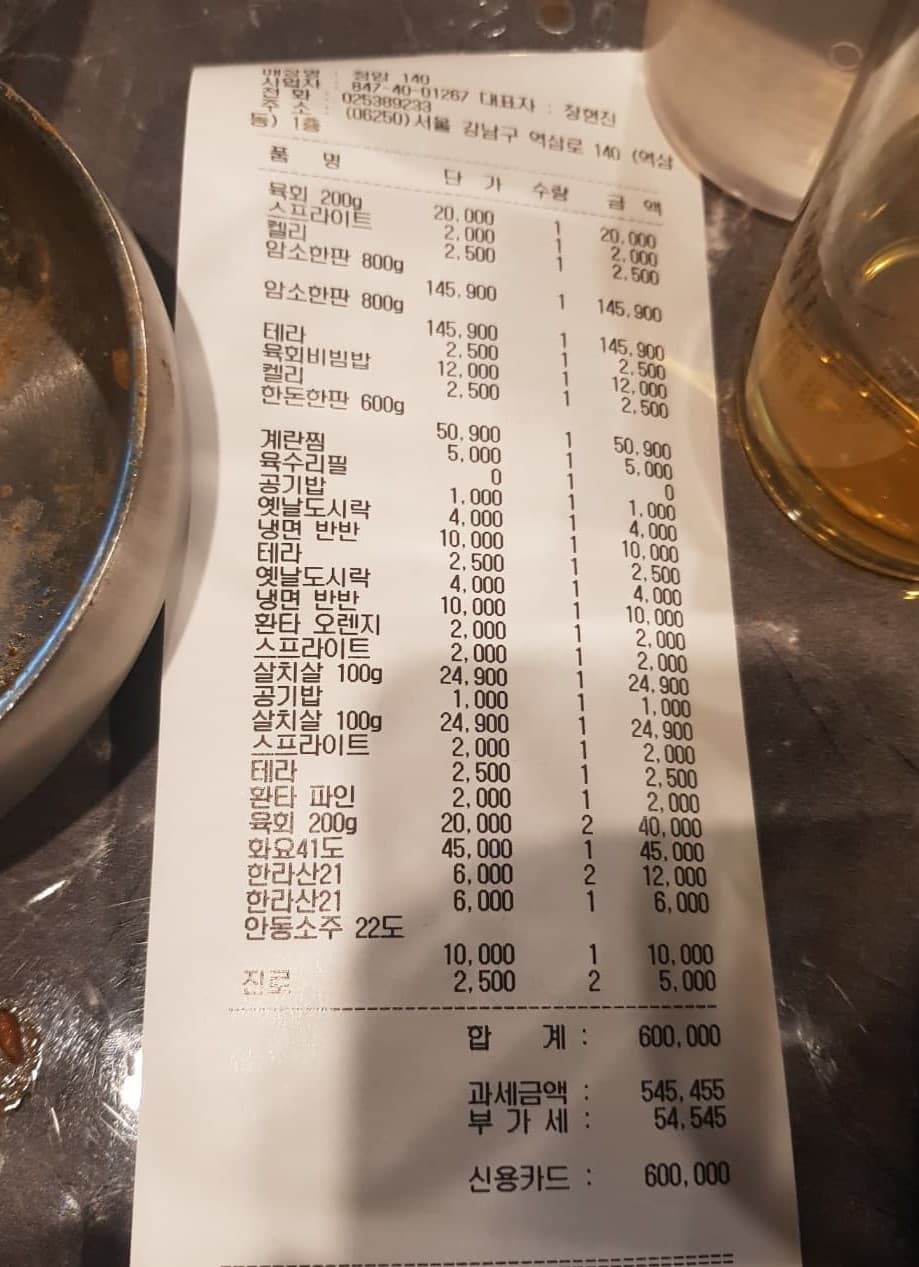 매장명 : 청암 140
사업자 : 847-40-01267 대표자 : 장현진
전 화 : 025389233
주 소 : (06250)서울 강남구 역삼로 140 (역삼
동) 1층
품 명 단 가 수량 금 액
육회 200g 20,000 1 20,000
스프라이트 2,000 1 2,000
켈리 2,500 1 2,500
암소한판 800g
145,900 1 145,900
암소한판 800g
145,900 1 145,900
테라 2,500 1 2,500
육회비빔밥 12,000 1 12,000
켈리 2,500 1 2,500
한돈한판 600g
50,900 1 50,900
계란찜 5,000 1 5,000
육수리필 0 1 0
공기밥 1,000 1 1,000
옛날도시락 4,000 1 4,000
냉면 반반 10,000 1 10,000
테라 2,500 1 2,500
옛날도시락 4,000 1 4,000
냉면 반반 10,000 1 10,000
환타 오렌지 2,000 1 2,000
스프라이트 2,000 1 2,000
살치살 100g 24,900 1 24,900
공기밥 1,000 1 1,000
살치살 100g 24,900 1 24,900
스프라이트 2,000 1 2,000
테라 2,500 1 2,500
환타 파인 2,000 1 2,000
육회 200g 20,000 2 40,000
화요41도 45,000 1 45,000
한라산21 6,000 2 12,000
한라산21 6,000 1 6,000
안동소주 22도
10,000 1 10,000
진로 2,500 2 5,000
합 계 : 600,000
과세금액 : 545,455
부 가 세 : 54,545
신용카드 : 600,000